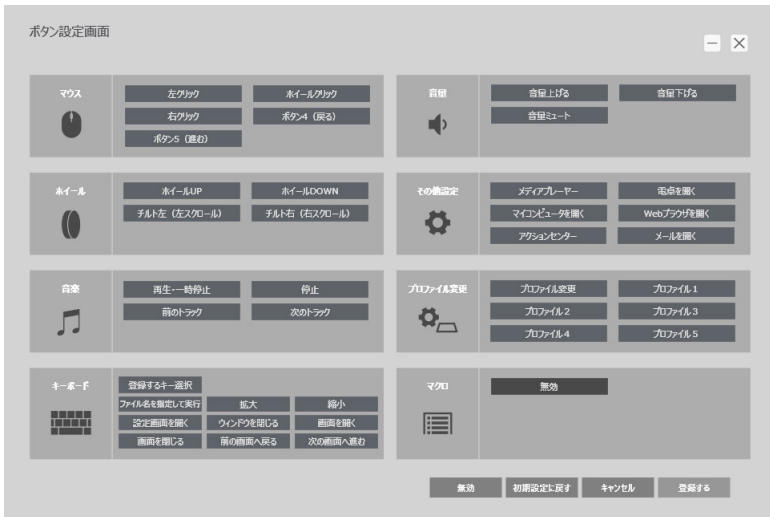 ボタン設定画面
マウス
左クリック ホイールクリック
右クリック ボタン4（戻る）
ボタン5（進む）
音量
音量上げる 音量下げる
音量ミュート
ホイール
ホイールUP ホイールDOWN
チルト左（左スクロール） チルト右（右スクロール）
その他設定
メディアプレーヤー 電卓を開く
マイコンピュータを開く Webブラウザを開く
アクションセンター メールを開く
音楽
再生・一時停止 停止
前のトラック 次のトラック
プロファイル変更
プロファイル変更 プロファイル1
プロファイル2 プロファイル3
プロファイル4 プロファイル5
キーボード
登録するキー選択
ファイル名を指定して実行 拡大 縮小
設定画面を開く ウィンドウを閉じる 画面を開く
画面を閉じる 前の画面へ戻る 次の画面へ進む
マクロ
無効
無効 初期設定に戻す キャンセル 登録する